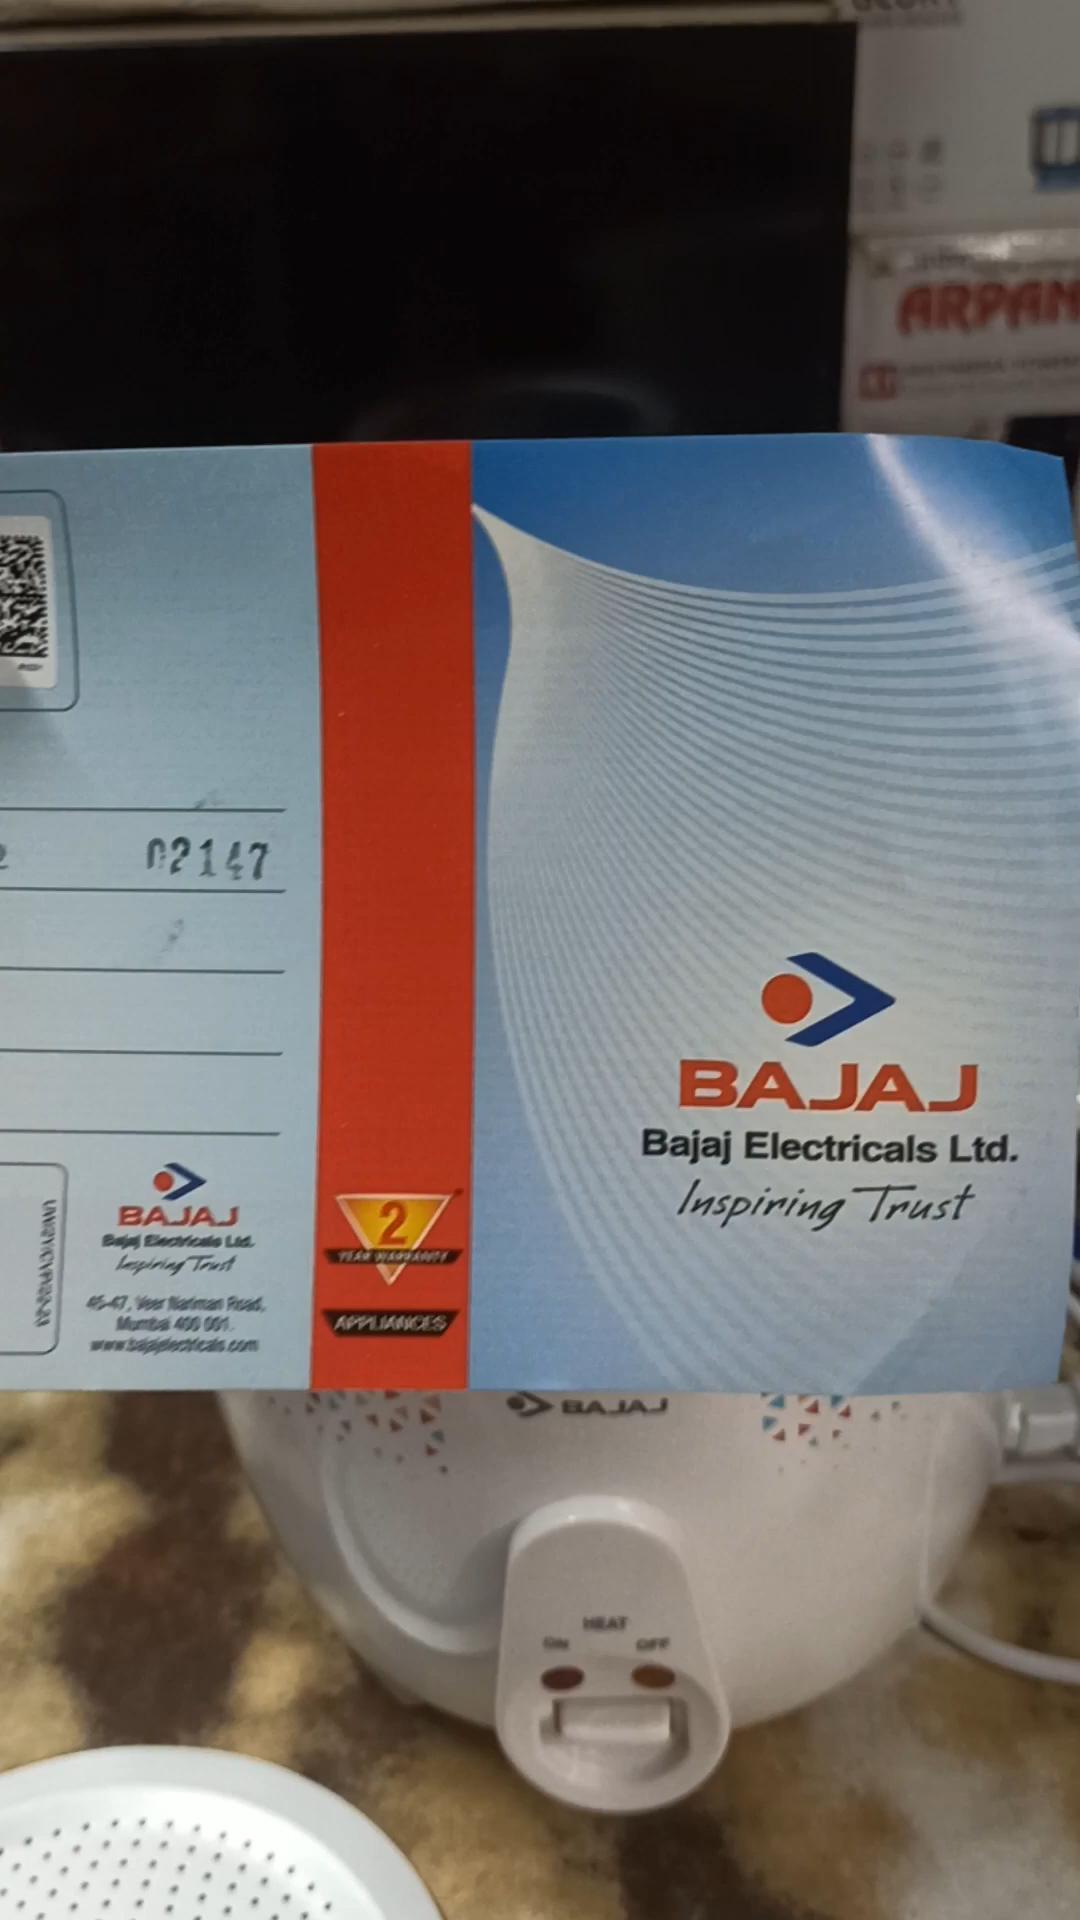 ARPAN
02147
BAJAJ
Bajaj Electricals Ltd.
Inspiring Trust
BAJAJ
Bajaj Electricals Ltd.
Inspiring Trust
45-47, Veer Nariman Road,
Mumbai 400 001.
www.bajajelectricals.com
2
YEAR WARRANTY
APPLIANCES
BAJAJ
HEAT
ON OFF